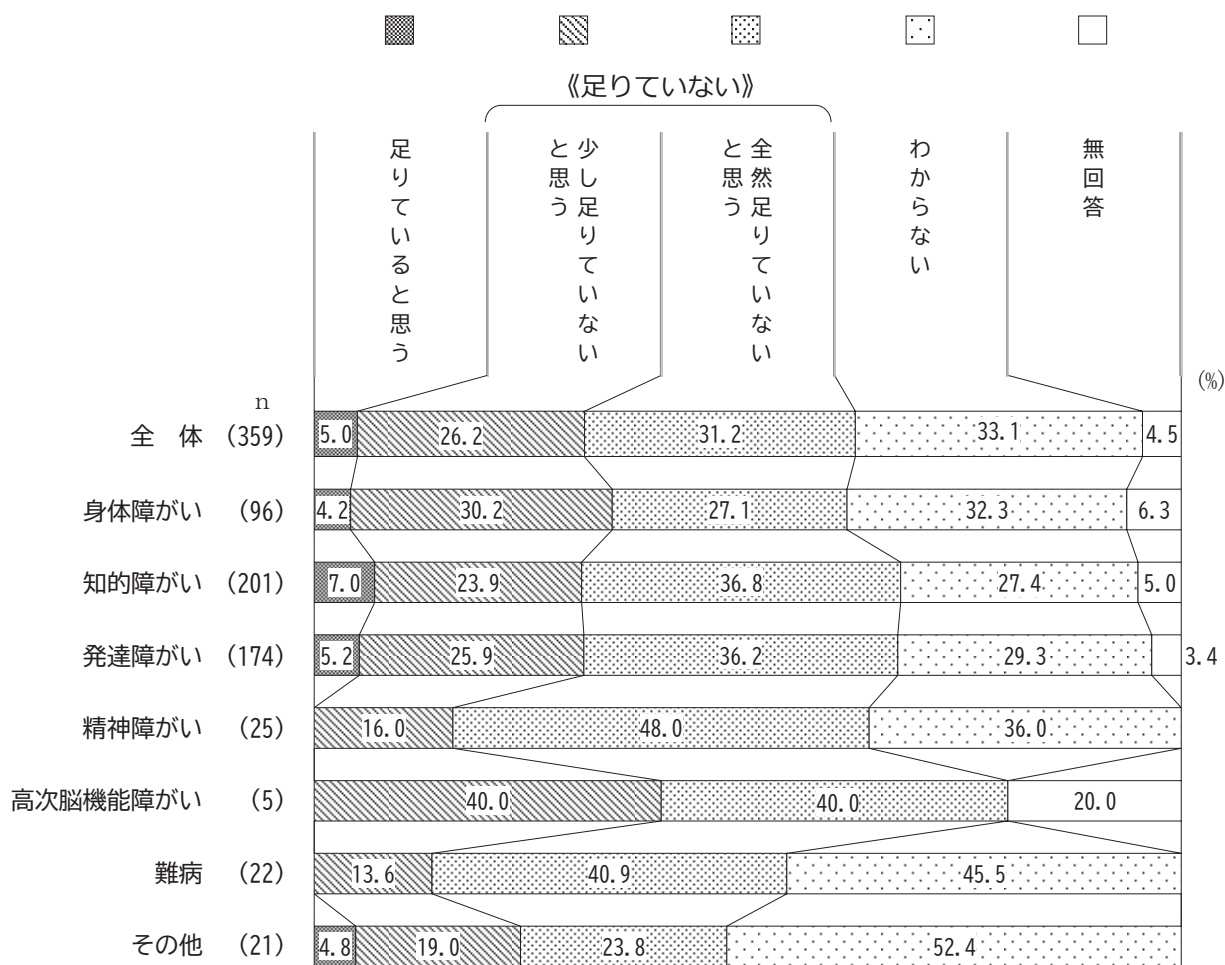 《足りていない》
足りていると思う
少し足りていない
と思う
全然足りていない
と思う
わからない
無回答
(%)
n
全 体 (359) 5.0 26.2 31.2 33.1 4.5
身体障がい (96) 4.2 30.2 27.1 32.3 6.3
知的障がい (201) 7.0 23.9 36.8 27.4 5.0
発達障がい (174) 5.2 25.9 36.2 29.3 3.4
精神障がい (25) 16.0 48.0 36.0
高次脳機能障がい (5) 40.0 40.0 20.0
難病 (22) 13.6 40.9 45.5
その他 (21) 4.8 19.0 23.8 52.4